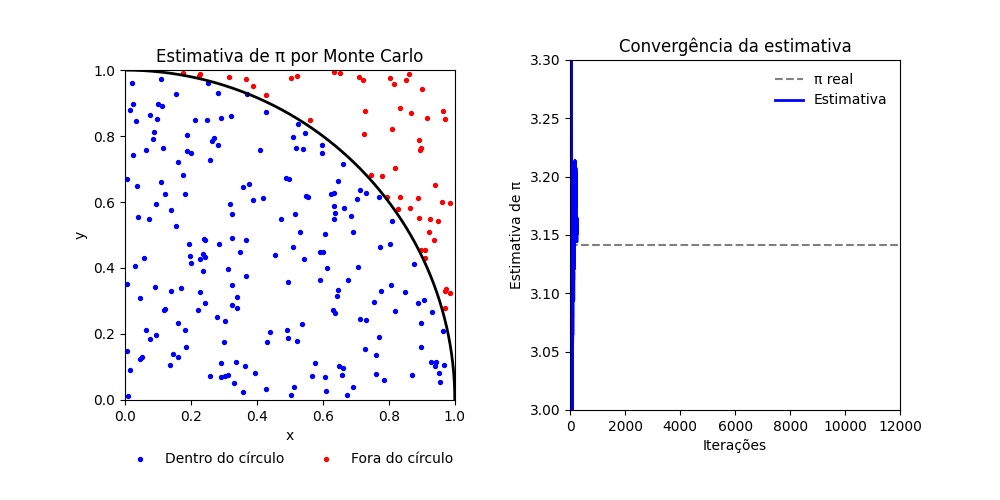 Estimativa de π por Monte Carlo
1.0
0.8
0.6
0.4
0.2
0.0
y
0.0 0.2 0.4 0.6 0.8 1.0
x
Dentro do círculo Fora do círculo
Convergência da estimativa
3.30
3.25
3.20
3.15
3.10
3.05
3.00
Estimativa de π
π real
Estimativa
0 2000 4000 6000 8000 10000 12000
Iterações